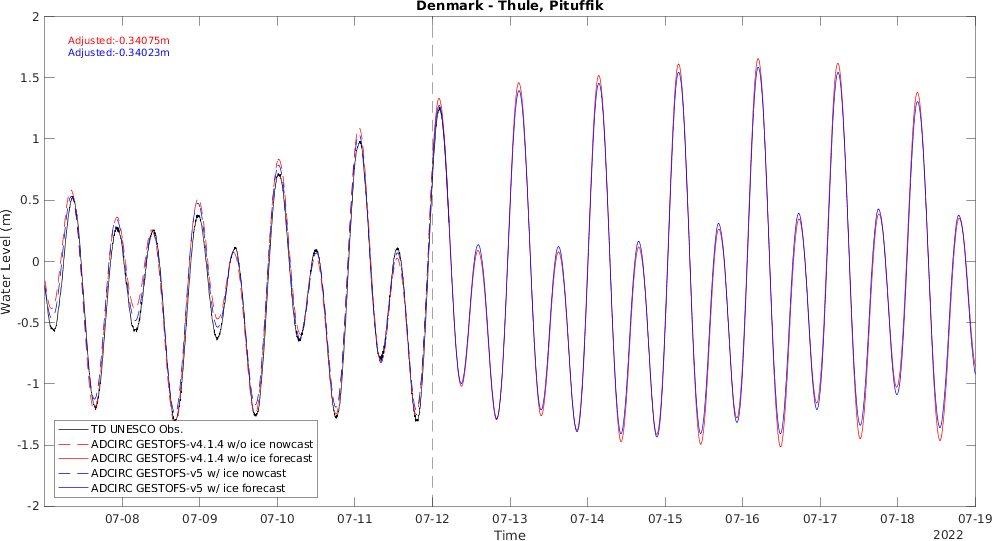 Denmark - Thule, Pituffik
Adjusted:-0.34075m
Adjusted:-0.34023m
Water Level (m)
2
1.5
1
0.5
0
-0.5
-1
-1.5
-2
TD UNESCO Obs.
ADCIRC GESTOFS-v4.1.4 w/o ice nowcast
ADCIRC GESTOFS-v4.1.4 w/o ice forecast
ADCIRC GESTOFS-v5 w/ ice nowcast
ADCIRC GESTOFS-v5 w/ ice forecast
07-08 07-09 07-10 07-11 07-12 07-13 07-14 07-15 07-16 07-17 07-18 07-19
Time
2022